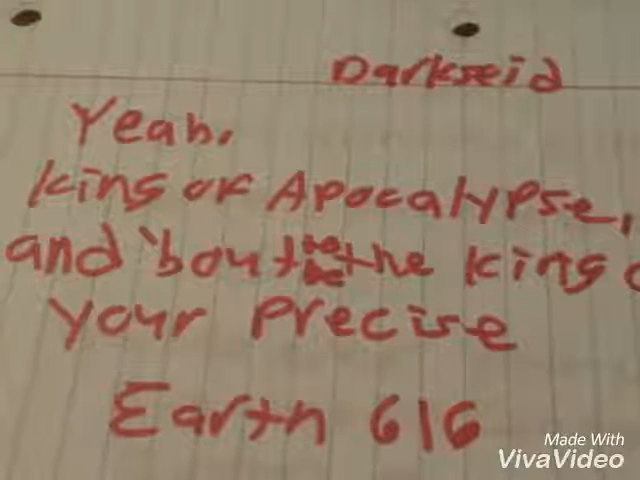 Darkseid
Yeah,
King of Apocalypse,
and 'bout the king
Your Precise
Earth 616
Made With
VivaVideo